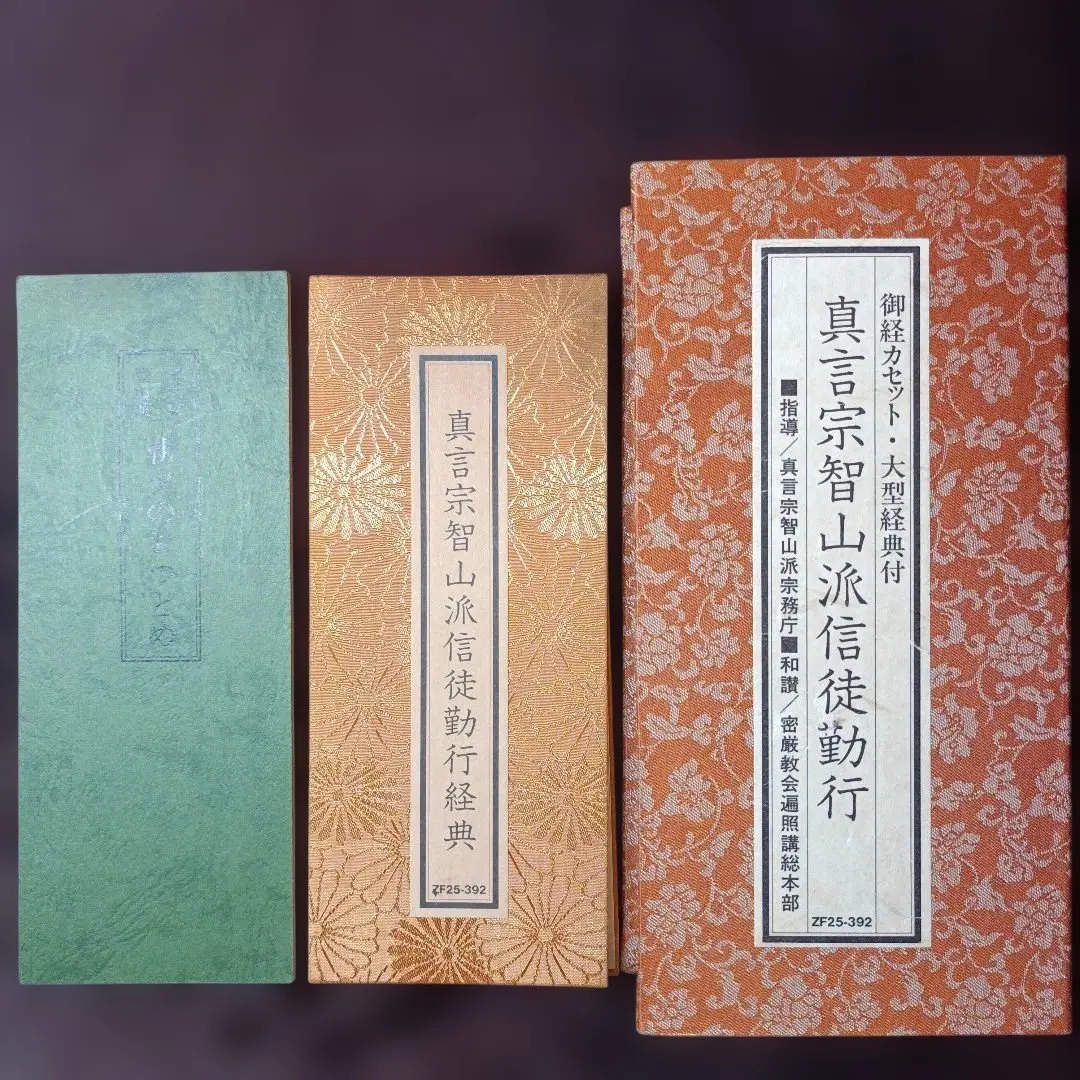 真言宗智山派信徒勤行経典
ZF25-392
御経カセット・大型経典付
真言宗智山派信徒勤行
■指導/真言宗智山派宗務庁■和讃/密厳教会遍照講総本部
ZF25-392